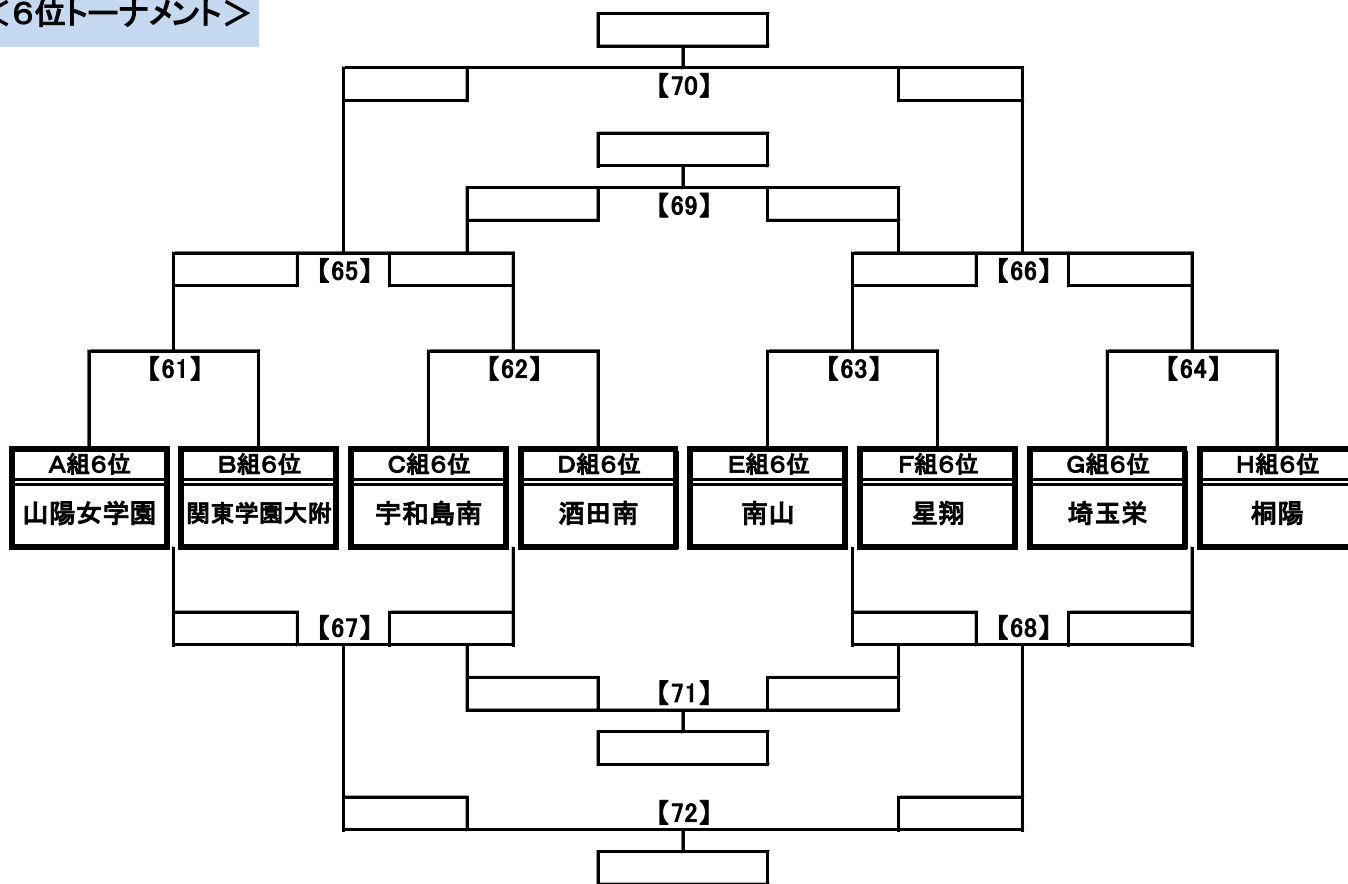 ＜６位トーナメント＞
【70】
【69】
【65】
【66】
【61】
【62】
【63】
【64】
Ａ組６位
Ｂ組６位
Ｃ組６位
Ｄ組６位
Ｅ組６位
Ｆ組６位
Ｇ組６位
Ｈ組６位
山陽女学園
関東学園大附
宇和島南
酒田南
南山
星翔
埼玉栄
桐陽
【67】
【68】
【71】
【72】